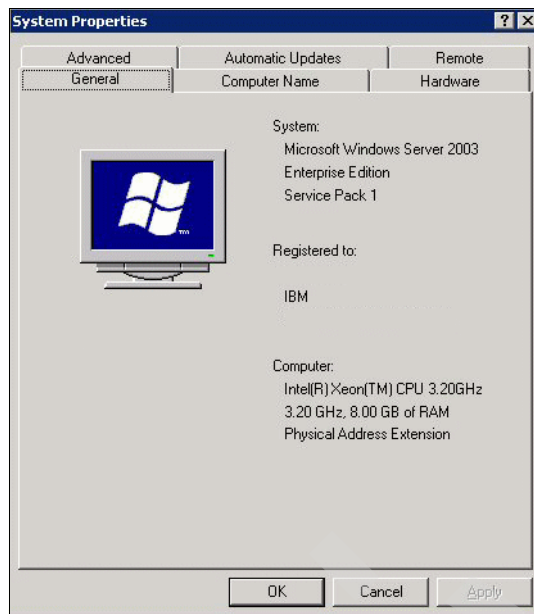 System Properties
Advanced
Automatic Updates
Remote
General
Computer Name
Hardware
System:
Microsoft Windows Server 2003
Enterprise Edition
Service Pack 1
Registered to:
IBM
Computer:
Intel(R) Xeon(TM) CPU 3.20GHz
3.20 GHz, 8.00 GB of RAM
Physical Address Extension
OK
Cancel
Apply